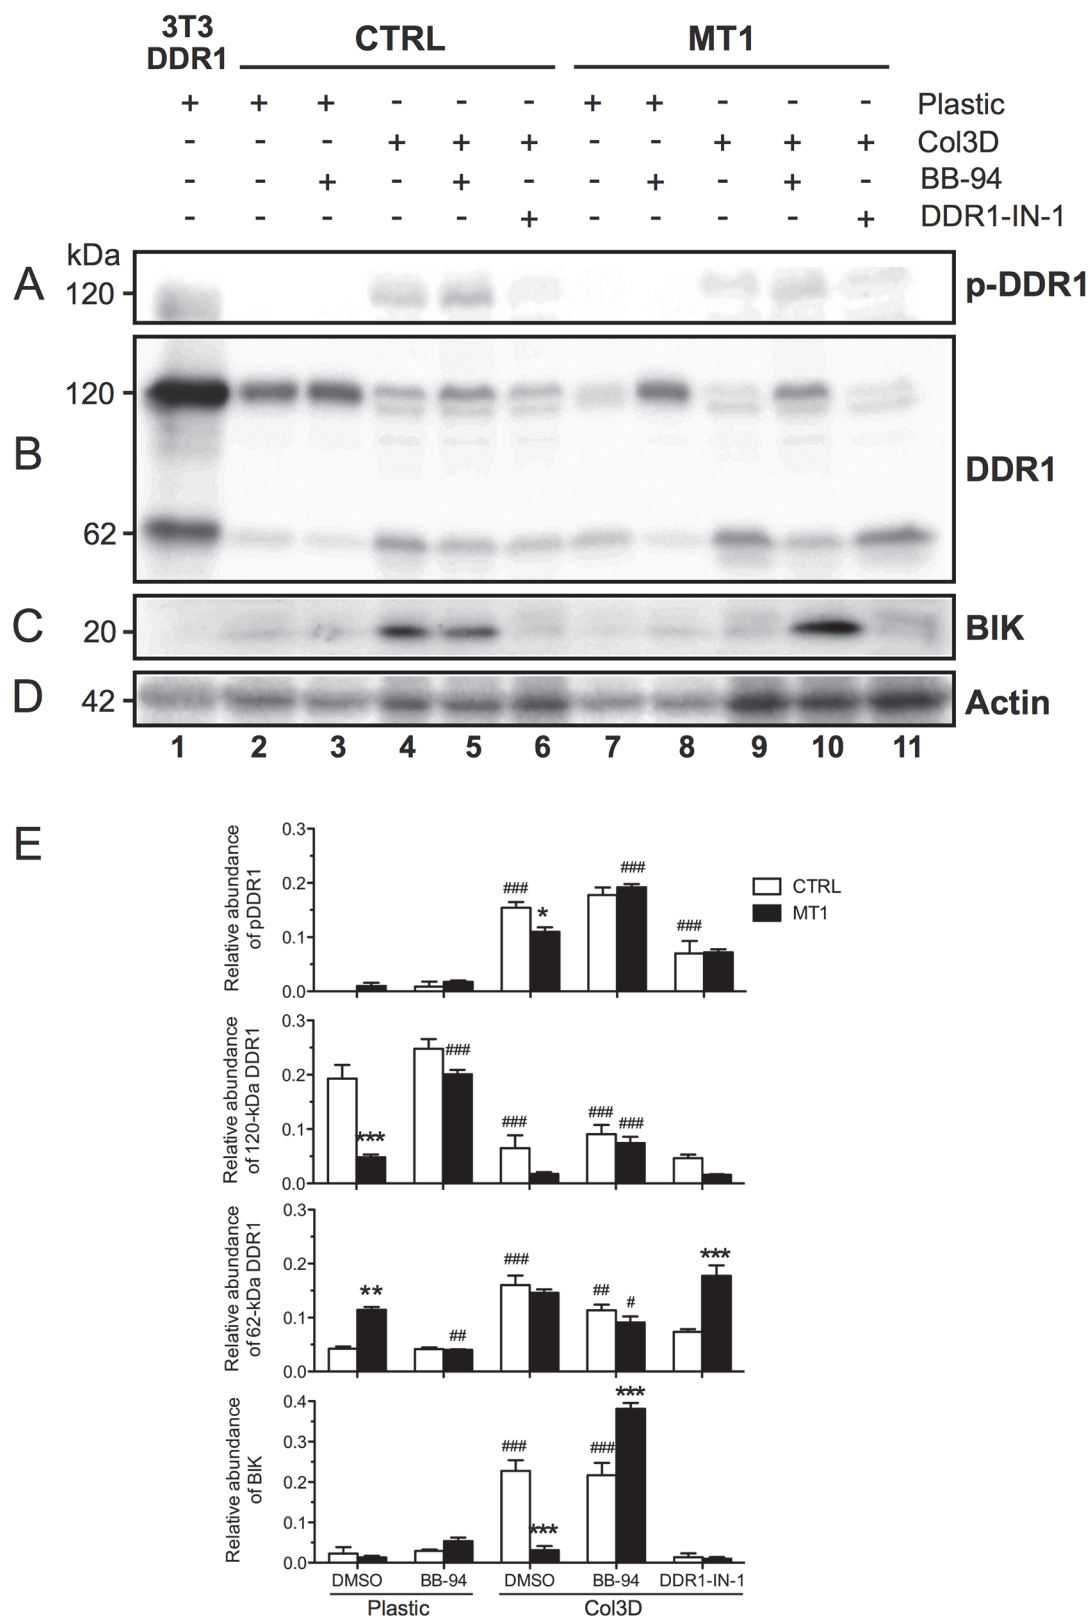 3T3
DDR1
CTRL
MT1
+ + + - - - + + - - - Plastic
- - - + + + - - + + + Col3D
- - + - + - - + - + - BB-94
- - - - - + - - - - + DDR1-IN-1
kDa
A
120
p-DDR1
B
120
62
DDR1
C
20
BIK
D
42
Actin
1 2 3 4 5 6 7 8 9 10 11
E
Relative abundance
of pDDR1
0.3
0.2
0.1
0.0
###
*
###
###
CTRL
MT1
Relative abundance
of 120-kDa DDR1
0.3
0.2
0.1
0.0
***
###
###
###
###
Relative abundance
of 62-kDa DDR1
0.3
0.2
0.1
0.0
**
##
###
##
#
***
Relative abundance
of BIK
0.4
0.3
0.2
0.1
0.0
###
***
###
***
DMSO BB-94 DMSO BB-94 DDR1-IN-1
Plastic Col3D